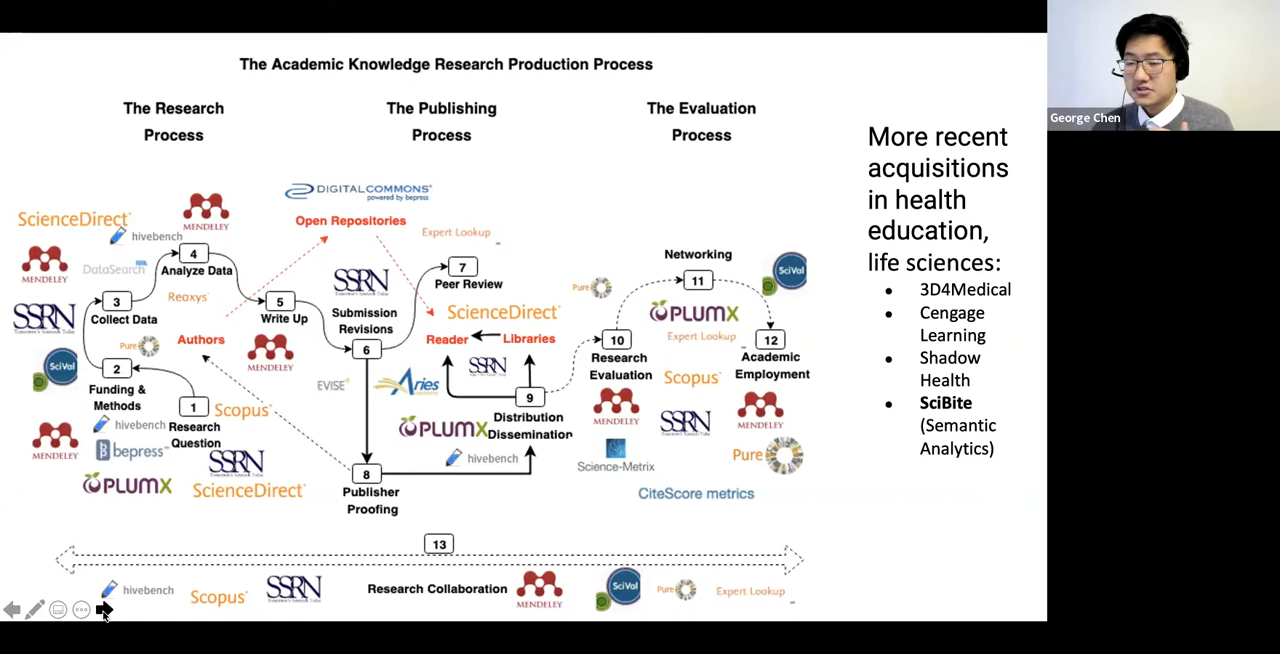 The Academic Knowledge Research Production Process
The Research
Process
The Publishing
Process
The Evaluation
Process
More recent
acquisitions
in health
education,
life sciences:
• 3D4Medical
• Cengage
Learning
• Shadow
Health
• SciBite
(Semantic
Analytics)
George Chen
DIGITALCOMMONS
powered by bepress
Open Repositories
ScienceDirect
MENDELEY
hivebench
MENDELEY
DataSearch
4
Analyze Data
Reaxys
SSRN
3
Collect Data
5
Write Up
Authors
Pure
SciVal
2
Funding &
Methods
1
Research
Question
Scopus
hivebench
MENDELEY
bepress
SSRN
PLUMX
ScienceDirect
MENDELEY
Expert Lookup
SSRN
7
Peer Review
Submission
Revisions
6
ScienceDirect
Reader
Libraries
SSRN
EVISE
Aries
9
Distribution
Dissemination
PLUMX
hivebench
8
Publisher
Proofing
Networking
11
SciVal
Pure
PLUMX
10
Research
Evaluation
Expert Lookup
12
Academic
Employment
Scopus
MENDELEY
SSRN
MENDELEY
Science-Metrix
Pure
CiteScore metrics
13
hivebench
Scopus
SSRN
Research Collaboration
MENDELEY
SciVal
Pure
Expert Lookup